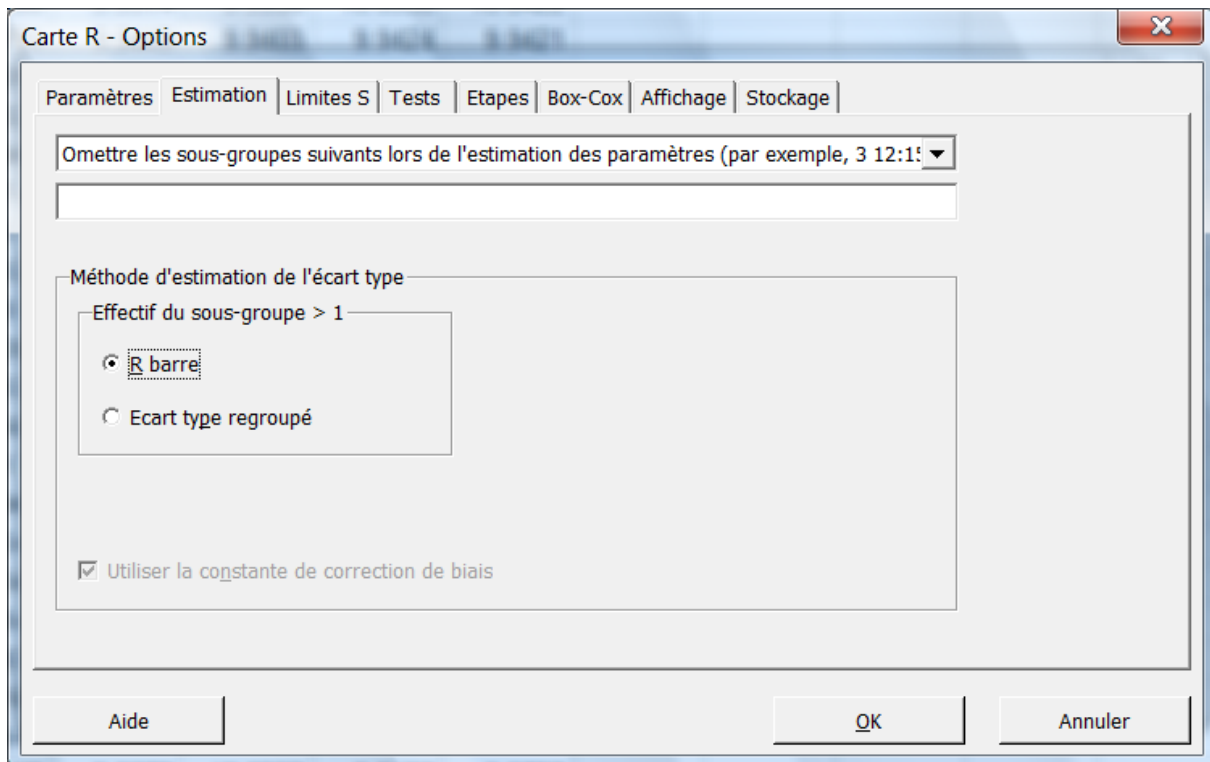 Carte R - Options
Paramètres Estimation Limites S Tests Etapes Box-Cox Affichage Stockage
Omettre les sous-groupes suivants lors de l'estimation des paramètres (par exemple, 3 12:15
Méthode d'estimation de l'écart type
Effectif du sous-groupe > 1
R barre
Ecart type regroupé
Utiliser la constante de correction de biais
Aide OK Annuler